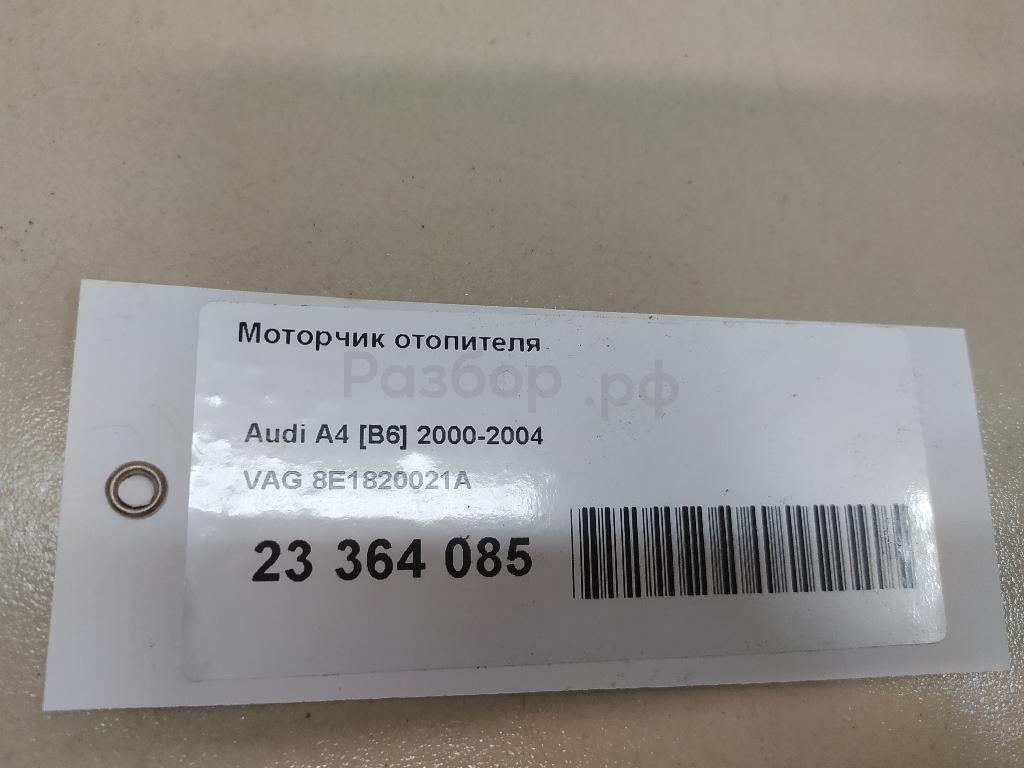 Моторчик отопителя
Разбор.рф
Audi A4 [B6] 2000-2004
VAG 8E1820021A
23 364 085